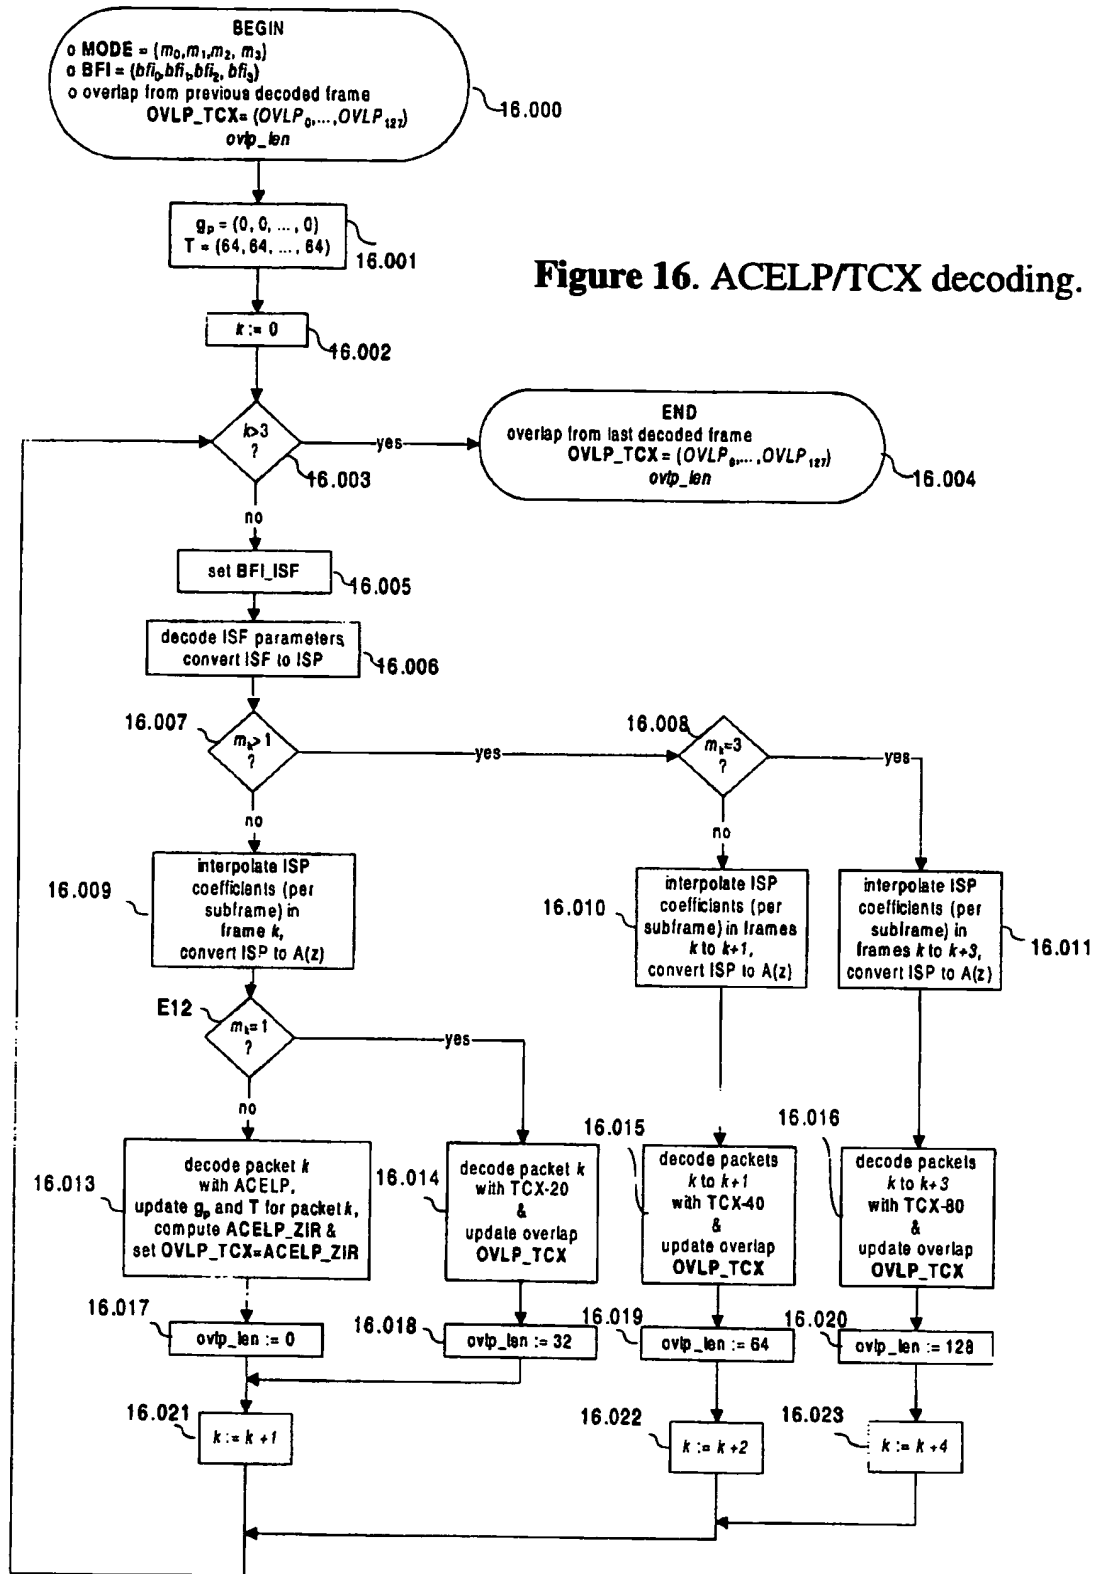 BEGIN
o MODE = (m₀,m₁,m₂, m₃)
o BFI = (bfi₀,bfi₁,bfi₂, bfi₃)
o overlap from previous decoded frame
OVLP_TCX= (OVLP₀,...,OVLP₁₂₇)
ovlp_len
16.000
gₚ = (0, 0, ... , 0)
T = (64, 64, ... , 64)
16.001
Figure 16. ACELP/TCX decoding.
k := 0
16.002
k>3
?
yes
16.003
END
overlap from last decoded frame
OVLP_TCX = (OVLP₀,...,OVLP₁₂₇)
ovlp_len
16.004
no
set BFI_ISF
16.005
decode ISF parameters,
convert ISF to ISP
16.006
16.007
mₖ> 1
?
yes
16.008
mₖ=3
?
yes
no
no
16.009
interpolate ISP
coefficients (per
subframe) in
frame k,
convert ISP to A(z)
16.010
interpolate ISP
coefficients (per
subframe) in frames
k to k+1,
convert ISP to A(z)
interpolate ISP
coefficients (per
subframe) in
frames k to k+3,
convert ISP to A(z)
16.011
E12
mₖ= 1
?
yes
no
16.013
decode packet k
with ACELP,
update gₚ and T for packet k,
compute ACELP_ZIR &
set OVLP_TCX=ACELP_ZIR
16.014
decode packet k
with TCX-20
&
update overlap
OVLP_TCX
16.015
decode packets
k to k+1
with TCX-40
&
update overlap
OVLP_TCX
16.016
decode packets
k to k+3
with TCX-80
&
update overlap
OVLP_TCX
16.017
ovlp_len := 0
16.018
ovlp_len := 32
16.019
ovlp_len := 64
16.020
ovlp_len := 128
16.021
k := k +1
16.022
k := k +2
16.023
k := k +4